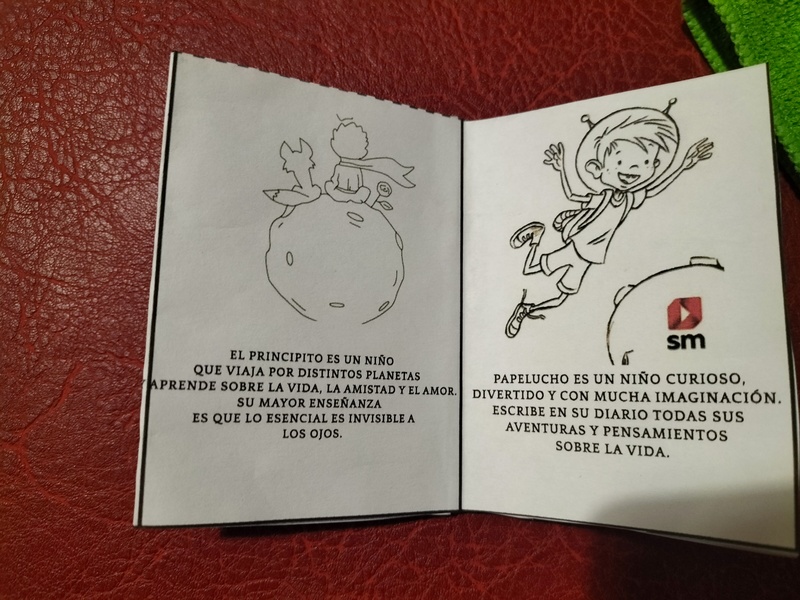 EL PRINCIPITO ES UN NIÑO
QUE VIAJA POR DISTINTOS PLANETAS
Y APRENDE SOBRE LA VIDA, LA AMISTAD Y EL AMOR.
SU MAYOR ENSEÑANZA
ES QUE LO ESENCIAL ES INVISIBLE A
LOS OJOS.
sm
PAPELUCHO ES UN NIÑO CURIOSO,
DIVERTIDO Y CON MUCHA IMAGINACIÓN.
ESCRIBE EN SU DIARIO TODAS SUS
AVENTURAS Y PENSAMIENTOS
SOBRE LA VIDA.